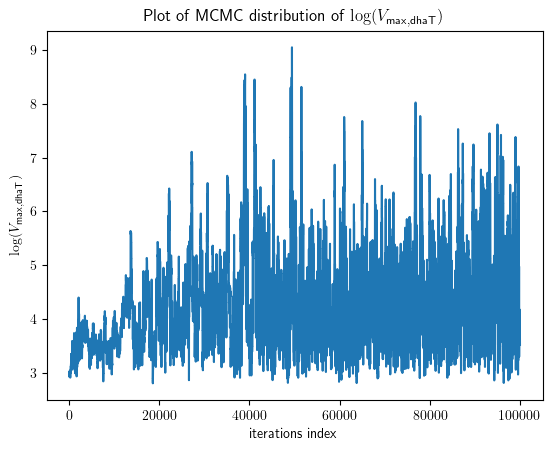 Plot of MCMC distribution of log(V_max,dhaT)
9
8
7
6
5
4
3
log(V_max,dhaT)
0 20000 40000 60000 80000 100000
iterations index